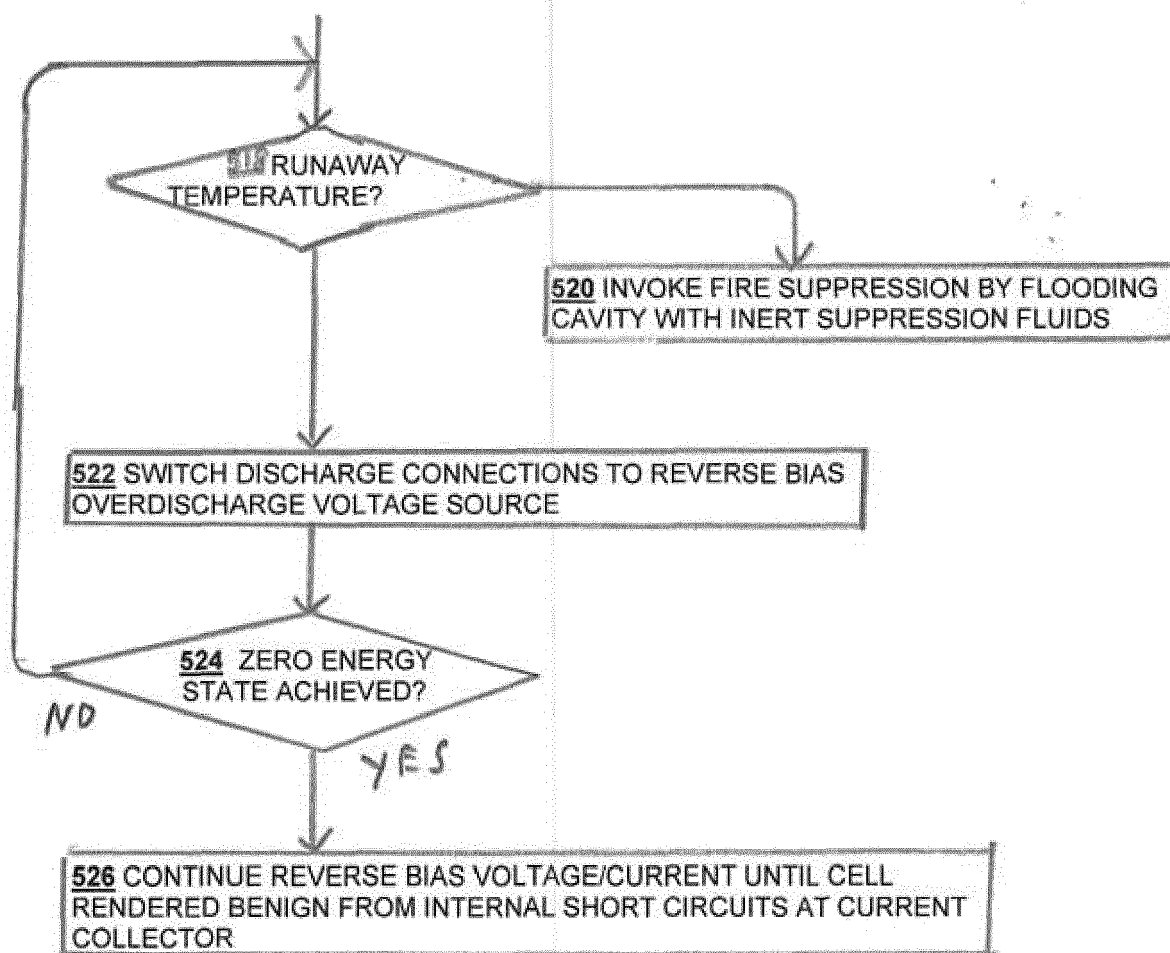 RUNAWAY
TEMPERATURE?
520 INVOKE FIRE SUPPRESSION BY FLOODING
CAVITY WITH INERT SUPPRESSION FLUIDS
522 SWITCH DISCHARGE CONNECTIONS TO REVERSE BIAS
OVERDISCHARGE VOLTAGE SOURCE
524 ZERO ENERGY
STATE ACHIEVED?
NO
YES
526 CONTINUE REVERSE BIAS VOLTAGE/CURRENT UNTIL CELL
RENDERED BENIGN FROM INTERNAL SHORT CIRCUITS AT CURRENT
COLLECTOR